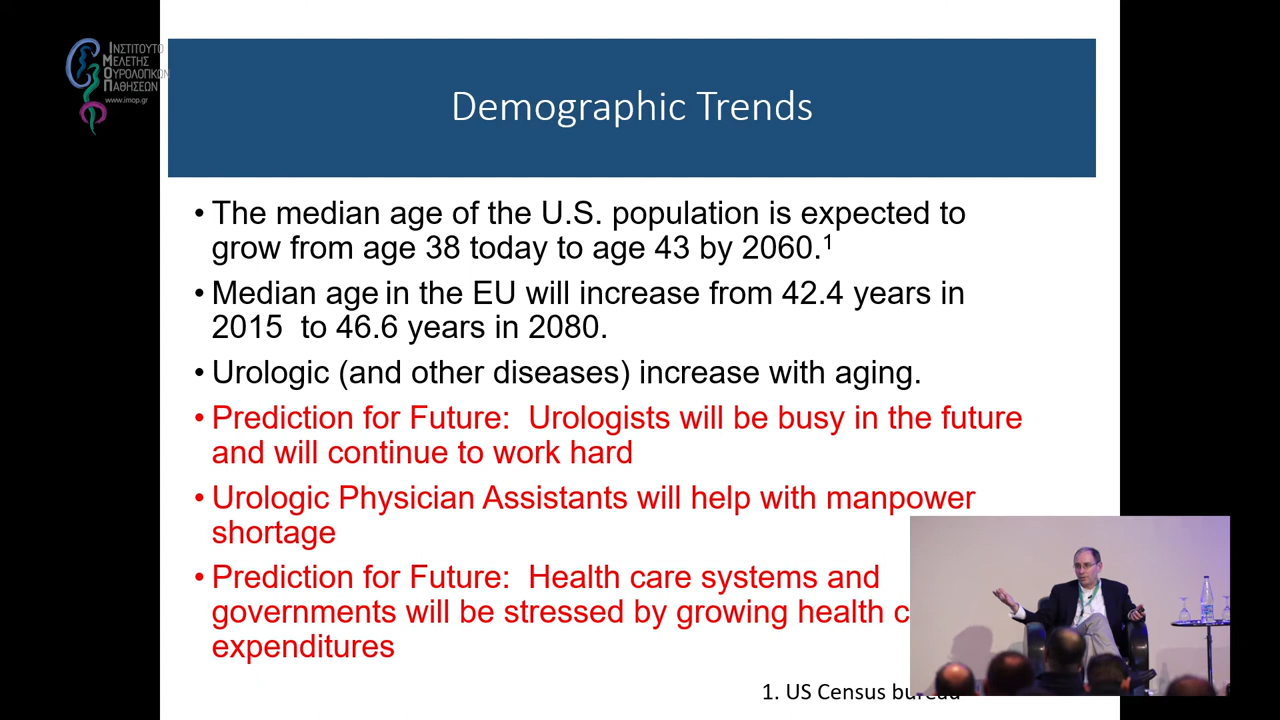 ΙΝΣΤΙΤΟΥΤΟ
ΜΕΛΕΤΗΣ
ΟΥΡΟΛΟΓΙΚΩΝ
ΠΑΘΗΣΕΩΝ
www.imop.gr
Demographic Trends
• The median age of the U.S. population is expected to
grow from age 38 today to age 43 by 2060.1
• Median age in the EU will increase from 42.4 years in
2015 to 46.6 years in 2080.
• Urologic (and other diseases) increase with aging.
• Prediction for Future: Urologists will be busy in the future
and will continue to work hard
• Urologic Physician Assistants will help with manpower
shortage
• Prediction for Future: Health care systems and
governments will be stressed by growing health
expenditures
1. US Census bureau